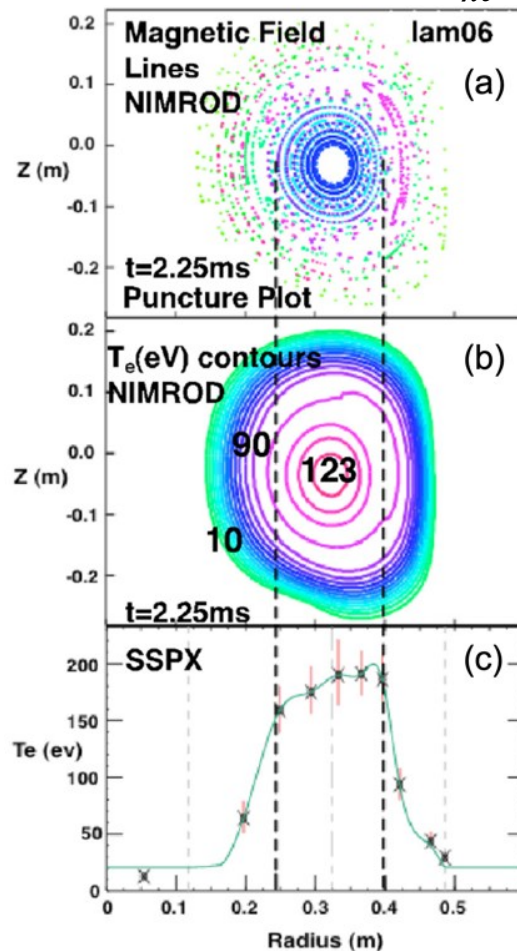 Magnetic Field lam06
Lines (a)
NIMROD
0.2
0.1
0.0
Z (m)
-0.1
-0.2
t=2.25ms
Puncture Plot
0.2
Te(eV) contours (b)
NIMROD
0.1
90
0.0
123
Z (m)
-0.1
10
-0.2
t=2.25ms
200
SSPX (c)
150
Te (ev)
100
50
0
0 0.1 0.2 0.3 0.4 0.5
Radius (m)